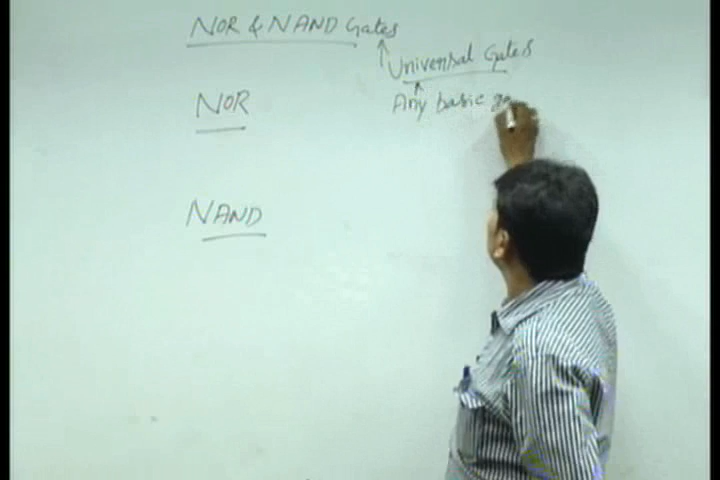 NOR & NAND Gates
Universal Gates
Any basic
NOR
NAND